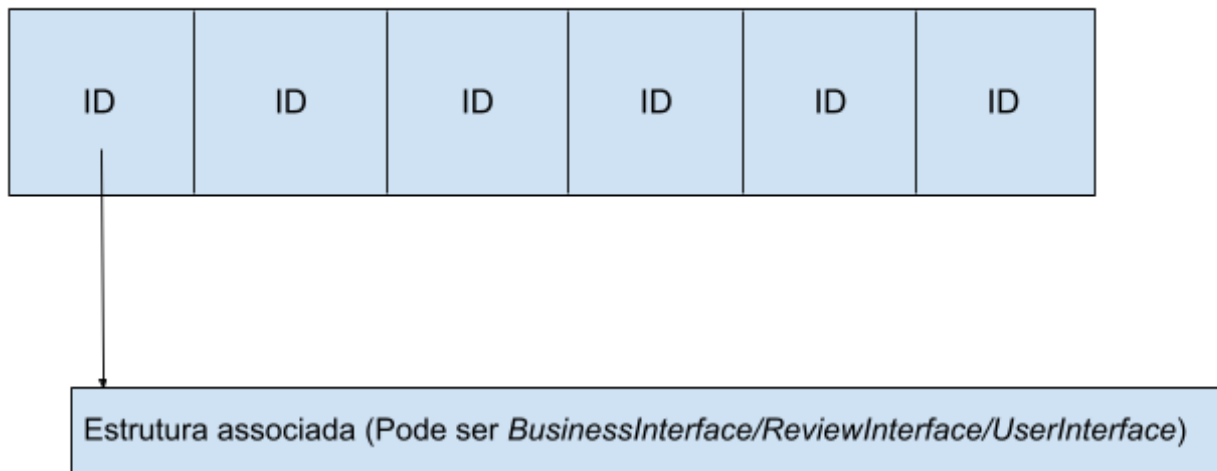 ID ID ID ID ID ID
Estrutura associada (Pode ser BusinessInterface/ReviewInterface/UserInterface)